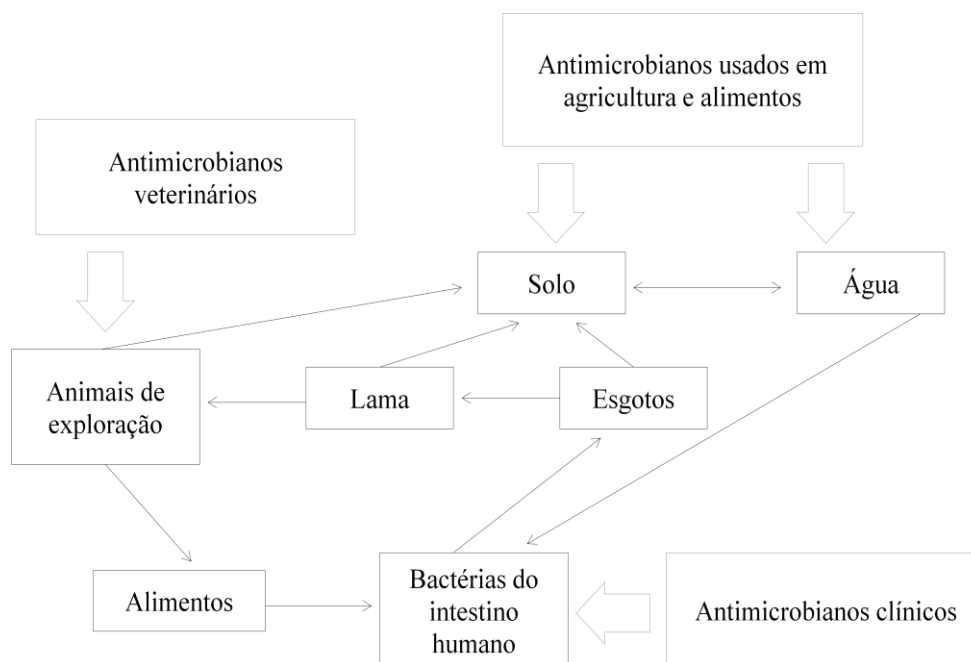 Antimicrobianos usados em
agricultura e alimentos
Antimicrobianos
veterinários
Solo
Água
Animais de
exploração
Lama
Esgotos
Alimentos
Bactérias do
intestino
humano
Antimicrobianos clínicos